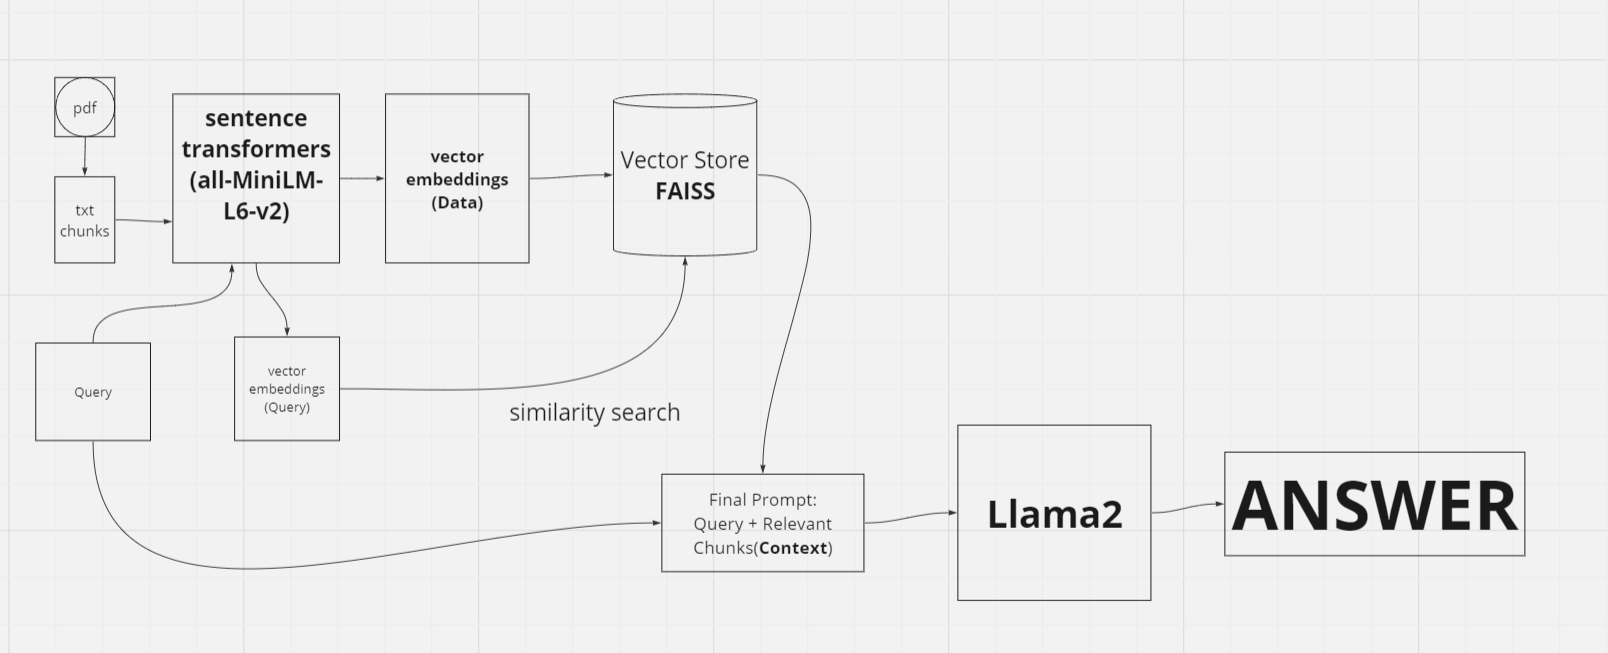 pdf
txt
chunks
sentence
transformers
(all-MiniLM-
L6-v2)
vector
embeddings
(Data)
Vector Store
FAISS
Query
vector
embeddings
(Query)
similarity search
Final Prompt:
Query + Relevant
Chunks(Context)
Llama2
ANSWER